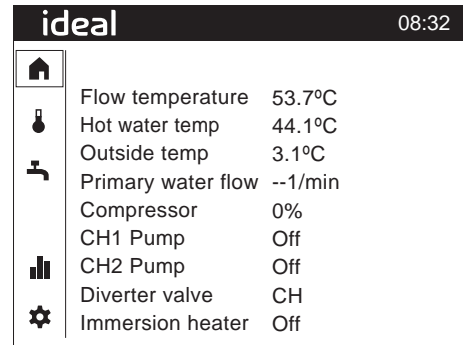 ideal 08:32
Flow temperature 53.7ºC
Hot water temp 44.1ºC
Outside temp 3.1ºC
Primary water flow --1/min
Compressor 0%
CH1 Pump Off
CH2 Pump Off
Diverter valve CH
Immersion heater Off